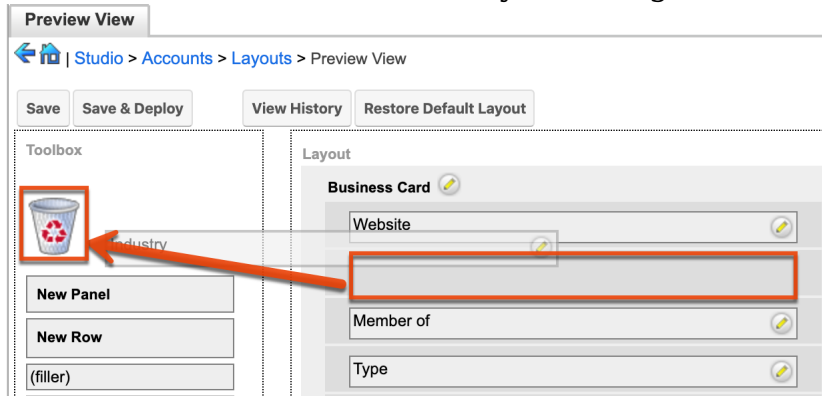 Preview View
| Studio > Accounts > Layouts > Preview View
Save Save & Deploy View History Restore Default Layout
Toolbox
Layout
Business Card
Website
Industry
New Panel
Member of
New Row
Type
(filler)